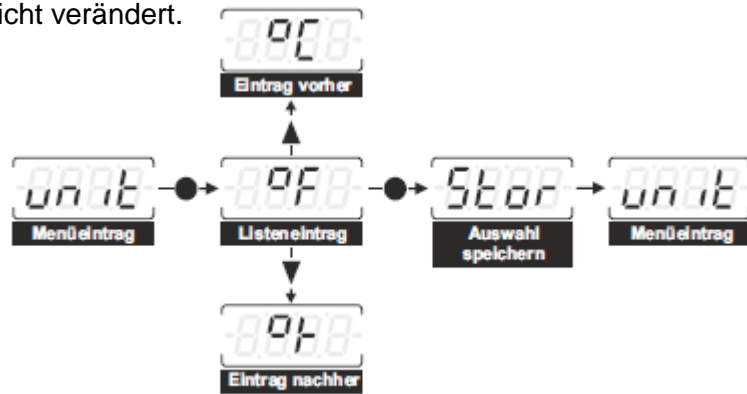 icht verändert.
°C
Eintrag vorher
unit
Menüeintrag
°F
Listeneintrag
Stor
Auswahl
speichern
unit
Menüeintrag
Eintrag nachher